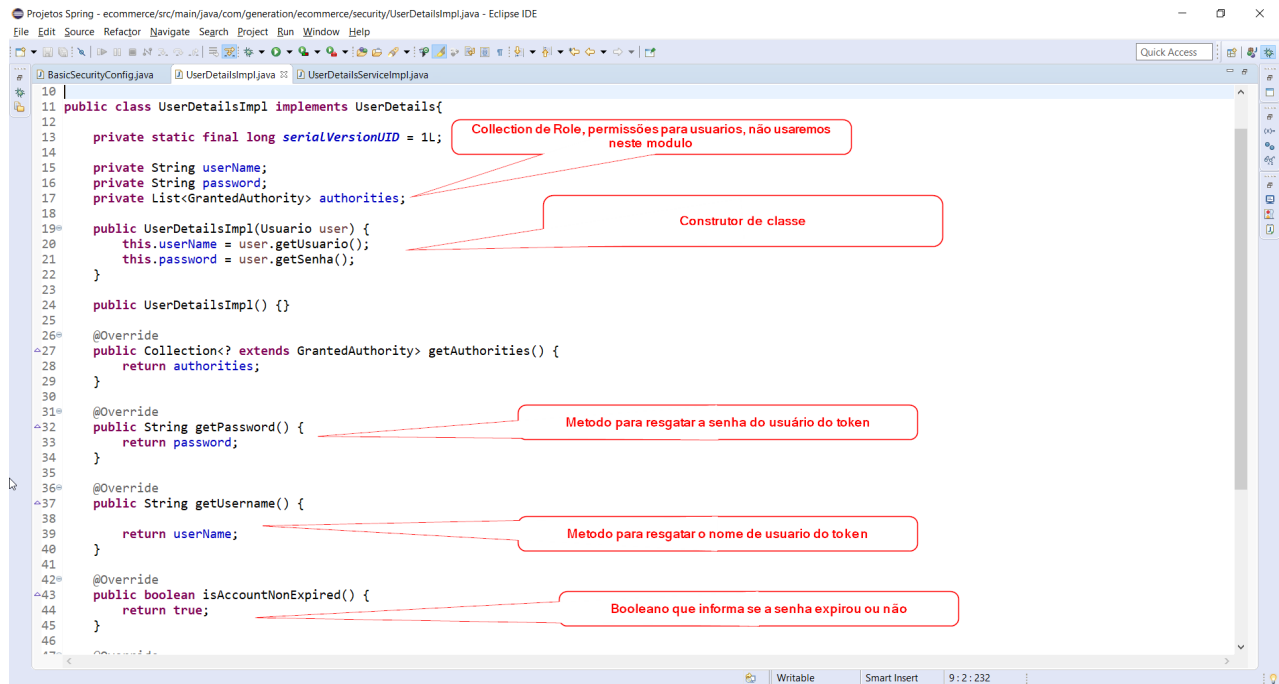 Projetos Spring - ecommerce/src/main/java/com/generation/ecommerce/security/UserDetailsImpl.java - Eclipse IDE
File Edit Source Refactor Navigate Search Project Run Window Help
Quick Access
BasicSecurityConfig.java UserDetailsImpl.java UserDetailsServiceImpl.java
10
11 public class UserDetailsImpl implements UserDetails{
12
13 private static final long serialVersionUID = 1L;
Collection de Role, permissões para usuarios, não usaremos
neste modulo
14
15 private String userName;
16 private String password;
17 private List<GrantedAuthority> authorities;
18
19 public UserDetailsImpl(Usuario user) {
Construtor de classe
20 this.userName = user.getUsuario();
21 this.password = user.getSenha();
22 }
23
24 public UserDetailsImpl() {}
25
26 @Override
27 public Collection<? extends GrantedAuthority> getAuthorities() {
28 return authorities;
29 }
30
31 @Override
32 public String getPassword() {
Metodo para resgatar a senha do usuário do token
33 return password;
34 }
35
36 @Override
37 public String getUsername() {
38
39 return userName;
Metodo para resgatar o nome de usuario do token
40 }
41
42 @Override
43 public boolean isAccountNonExpired() {
44 return true;
Booleano que informa se a senha expirou ou não
45 }
46
Writable Smart Insert 9 : 2 : 232